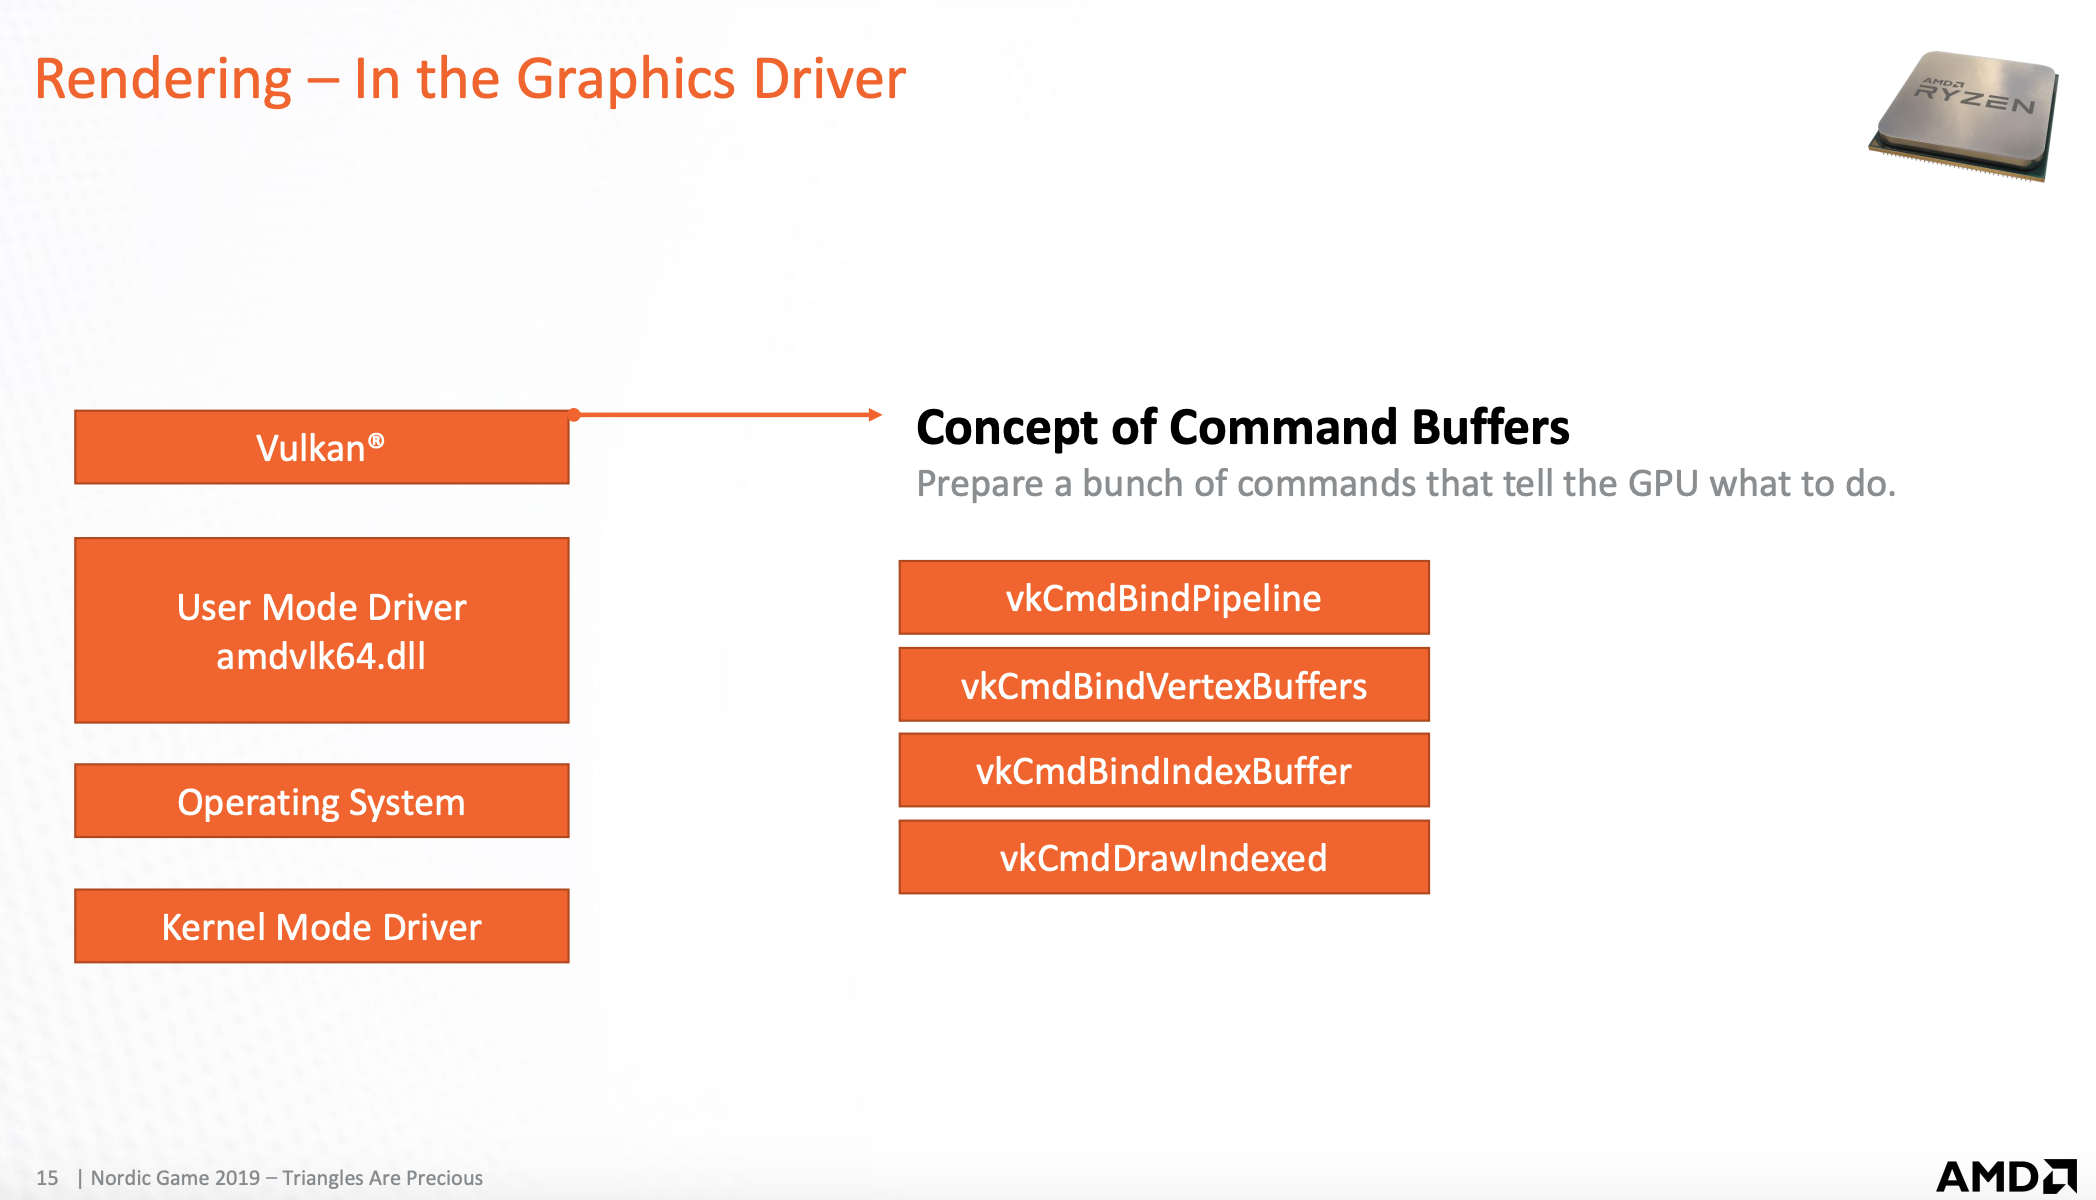 Rendering – In the Graphics Driver
AMD
RYZEN
Vulkan®
User Mode Driver
amdvlk64.dll
Operating System
Kernel Mode Driver
Concept of Command Buffers
Prepare a bunch of commands that tell the GPU what to do.
vkCmdBindPipeline
vkCmdBindVertexBuffers
vkCmdBindIndexBuffer
vkCmdDrawIndexed
15 | Nordic Game 2019 – Triangles Are Precious
AMD